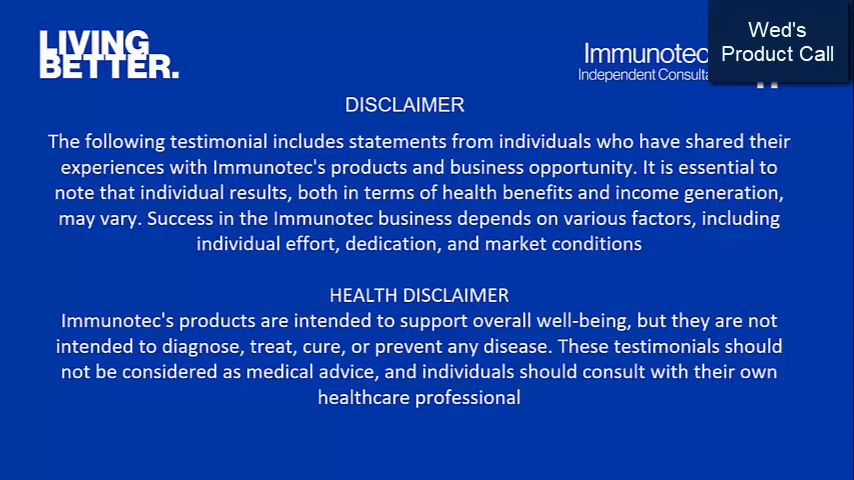 LIVING
BETTER.
Immunotec
Independent
Wed's
Product Call
DISCLAIMER
The following testimonial includes statements from individuals who have shared their
experiences with Immunotec's products and business opportunity. It is essential to
note that individual results, both in terms of health benefits and income generation,
may vary. Success in the Immunotec business depends on various factors, including
individual effort, dedication, and market conditions
HEALTH DISCLAIMER
Immunotec's products are intended to support overall well-being, but they are not
intended to diagnose, treat, cure, or prevent any disease. These testimonials should
not be considered as medical advice, and individuals should consult with their own
healthcare professional